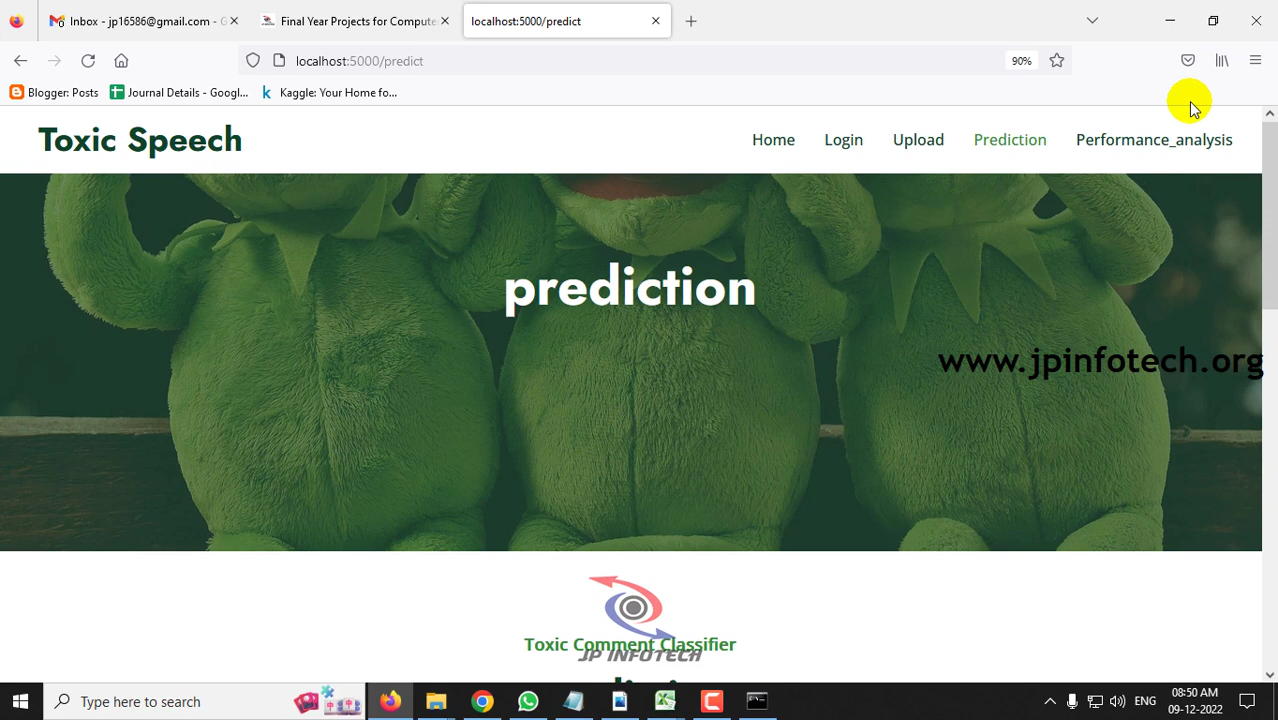 Inbox - jp16586@gmail.com - G
Final Year Projects for Compute
localhost:5000/predict
localhost:5000/predict
90%
Blogger: Posts
Journal Details - Googl...
Kaggle: Your Home fo...
Toxic Speech
Home
Login
Upload
Prediction
Performance_analysis
prediction
www.jpinfotech.org
Toxic Comment Classifier
JP INFOTECH
Type here to search
ENG
08:50 AM
09-12-2022